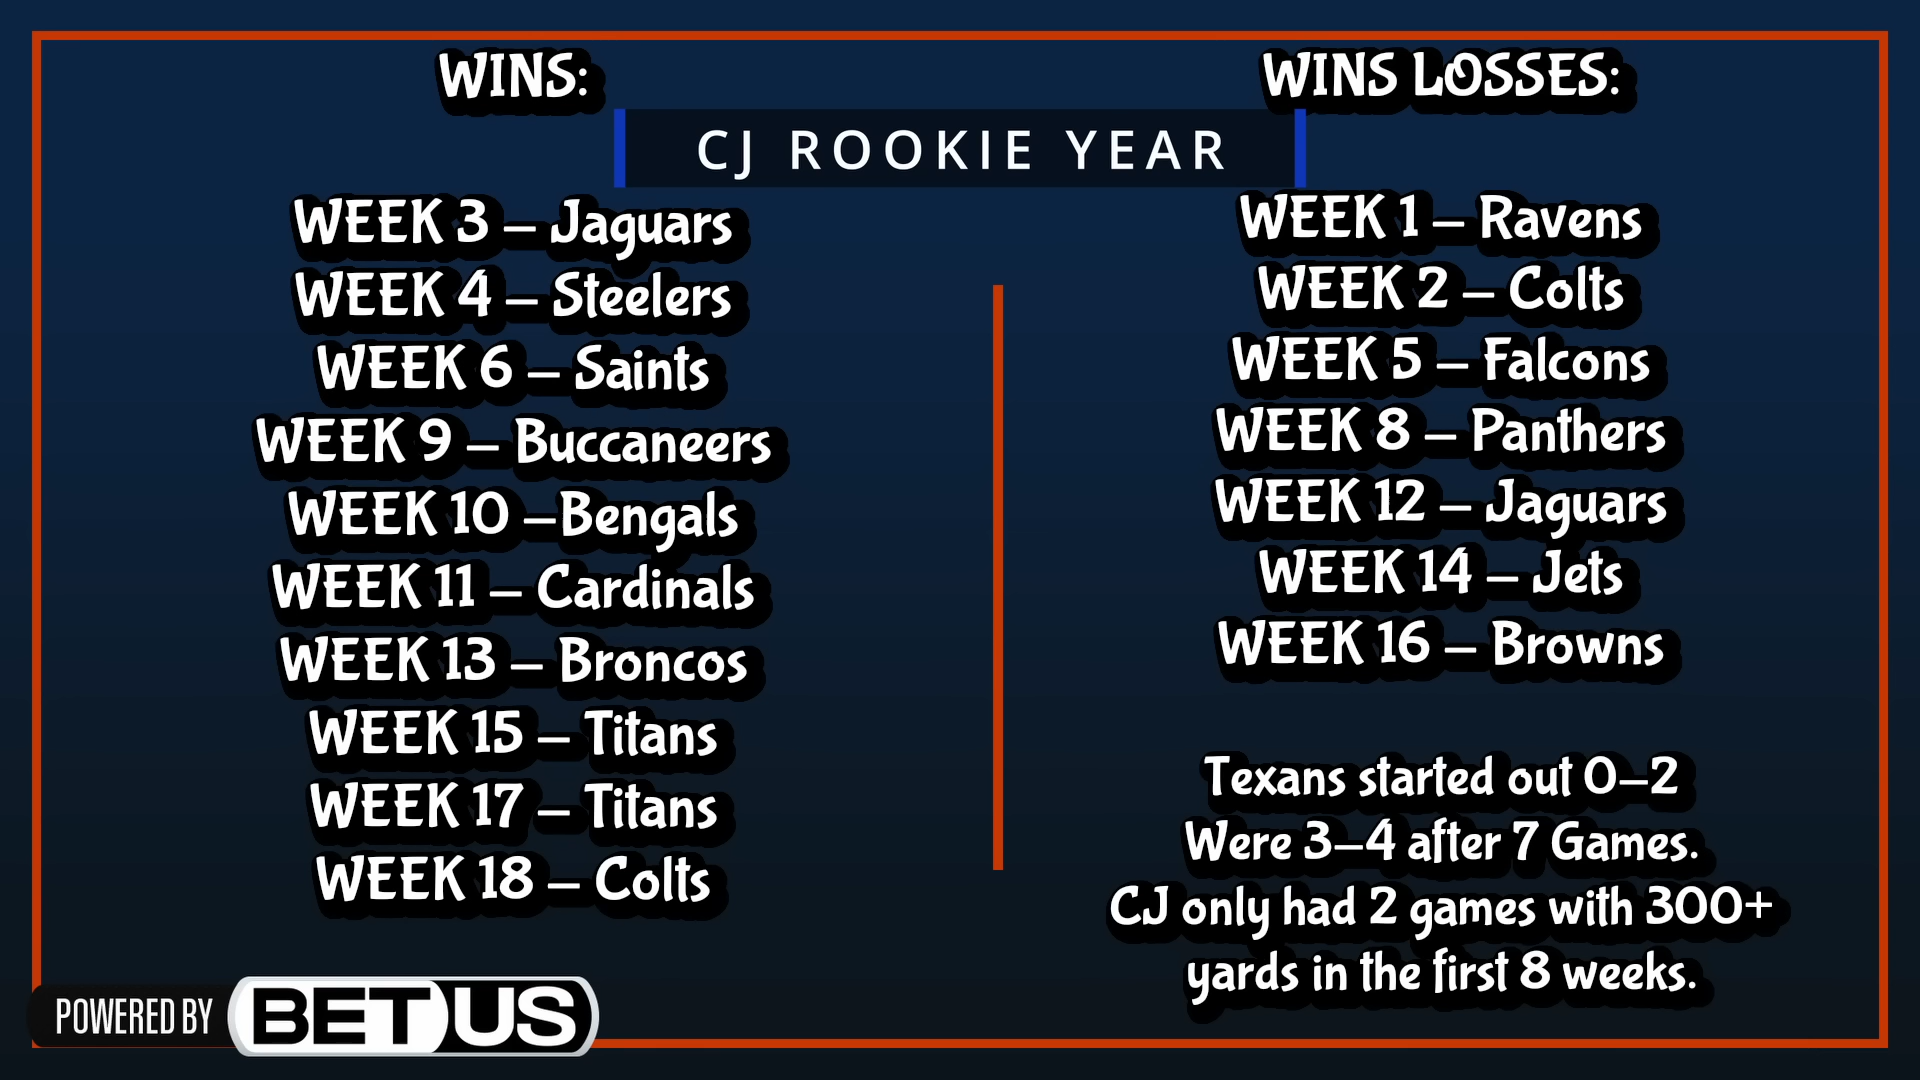 WINS:
WINS LOSSES:
CJ ROOKIE YEAR
WEEK 3 – Jaguars
WEEK 4 – Steelers
WEEK 6 – Saints
WEEK 9 – Buccaneers
WEEK 10 –Bengals
WEEK 11 – Cardinals
WEEK 13 – Broncos
WEEK 15 – Titans
WEEK 17 – Titans
WEEK 18 – Colts
WEEK 1 – Ravens
WEEK 2 – Colts
WEEK 5 – Falcons
WEEK 8 – Panthers
WEEK 12 – Jaguars
WEEK 14 – Jets
WEEK 16 – Browns
Texans started out 0–2
Were 3–4 after 7 Games.
CJ only had 2 games with 300+
yards in the first 8 weeks.
POWERED BY BETUS